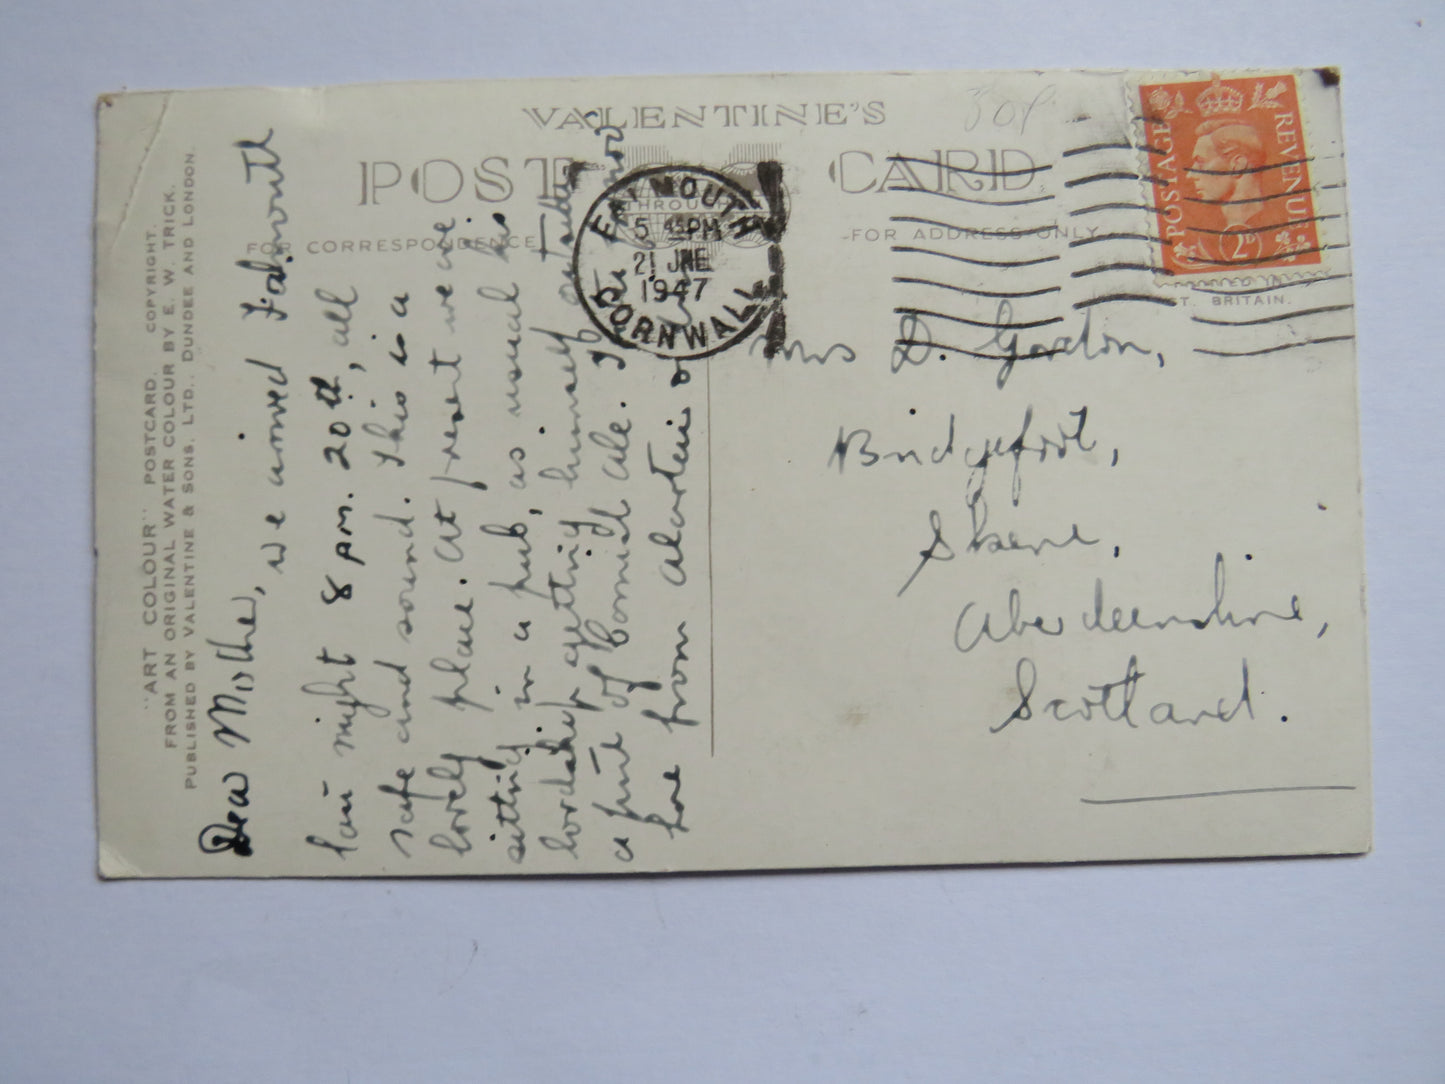 VALENTINE'S
POST CARD
FOR CORRESPONDENCE
-FOR ADDRESS ONLY-
THROUGH
POSTAGE
REVENUE
2D
BRITAIN.
FALMOUTH
5 45 PM
21 JNE
1947
CORNWALL
"ART COLOUR" POSTCARD. COPYRIGHT.
FROM AN ORIGINAL WATER COLOUR BY E. W. TRICK.
PUBLISHED BY VALENTINE & SONS, LTD., DUNDEE AND LONDON.
Dear Mother,
we arrived Falmouth
last night 8 pm. 20th, all
safe and sound. This is a
lovely place. At present we are
sitting in a pub, as usual his
lordship getting himself outside
a pint of Cornish ale. I
love from
Mrs D. Gordon,
Bridgefoot,
Skene,
Aberdeenshire,
Scotland.